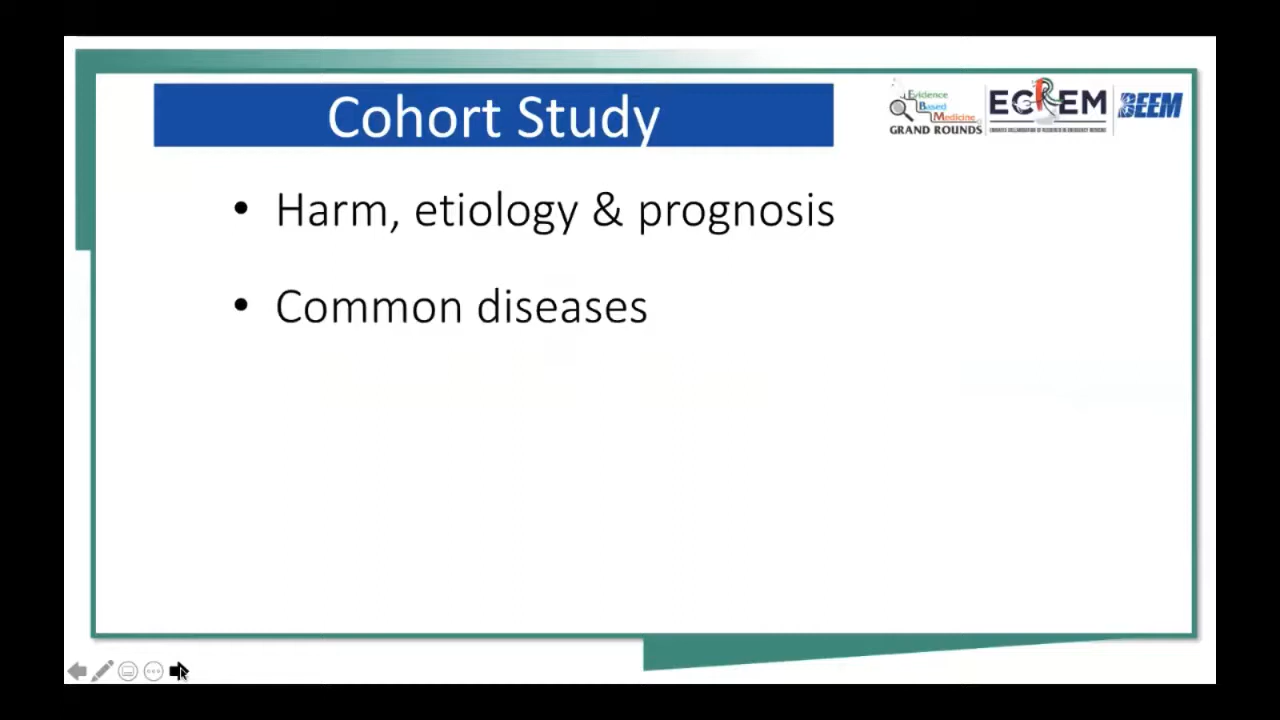 Cohort Study
Evidence
Based
Medicine
GRAND ROUNDS
ECREM
BEEM
• Harm, etiology & prognosis
• Common diseases